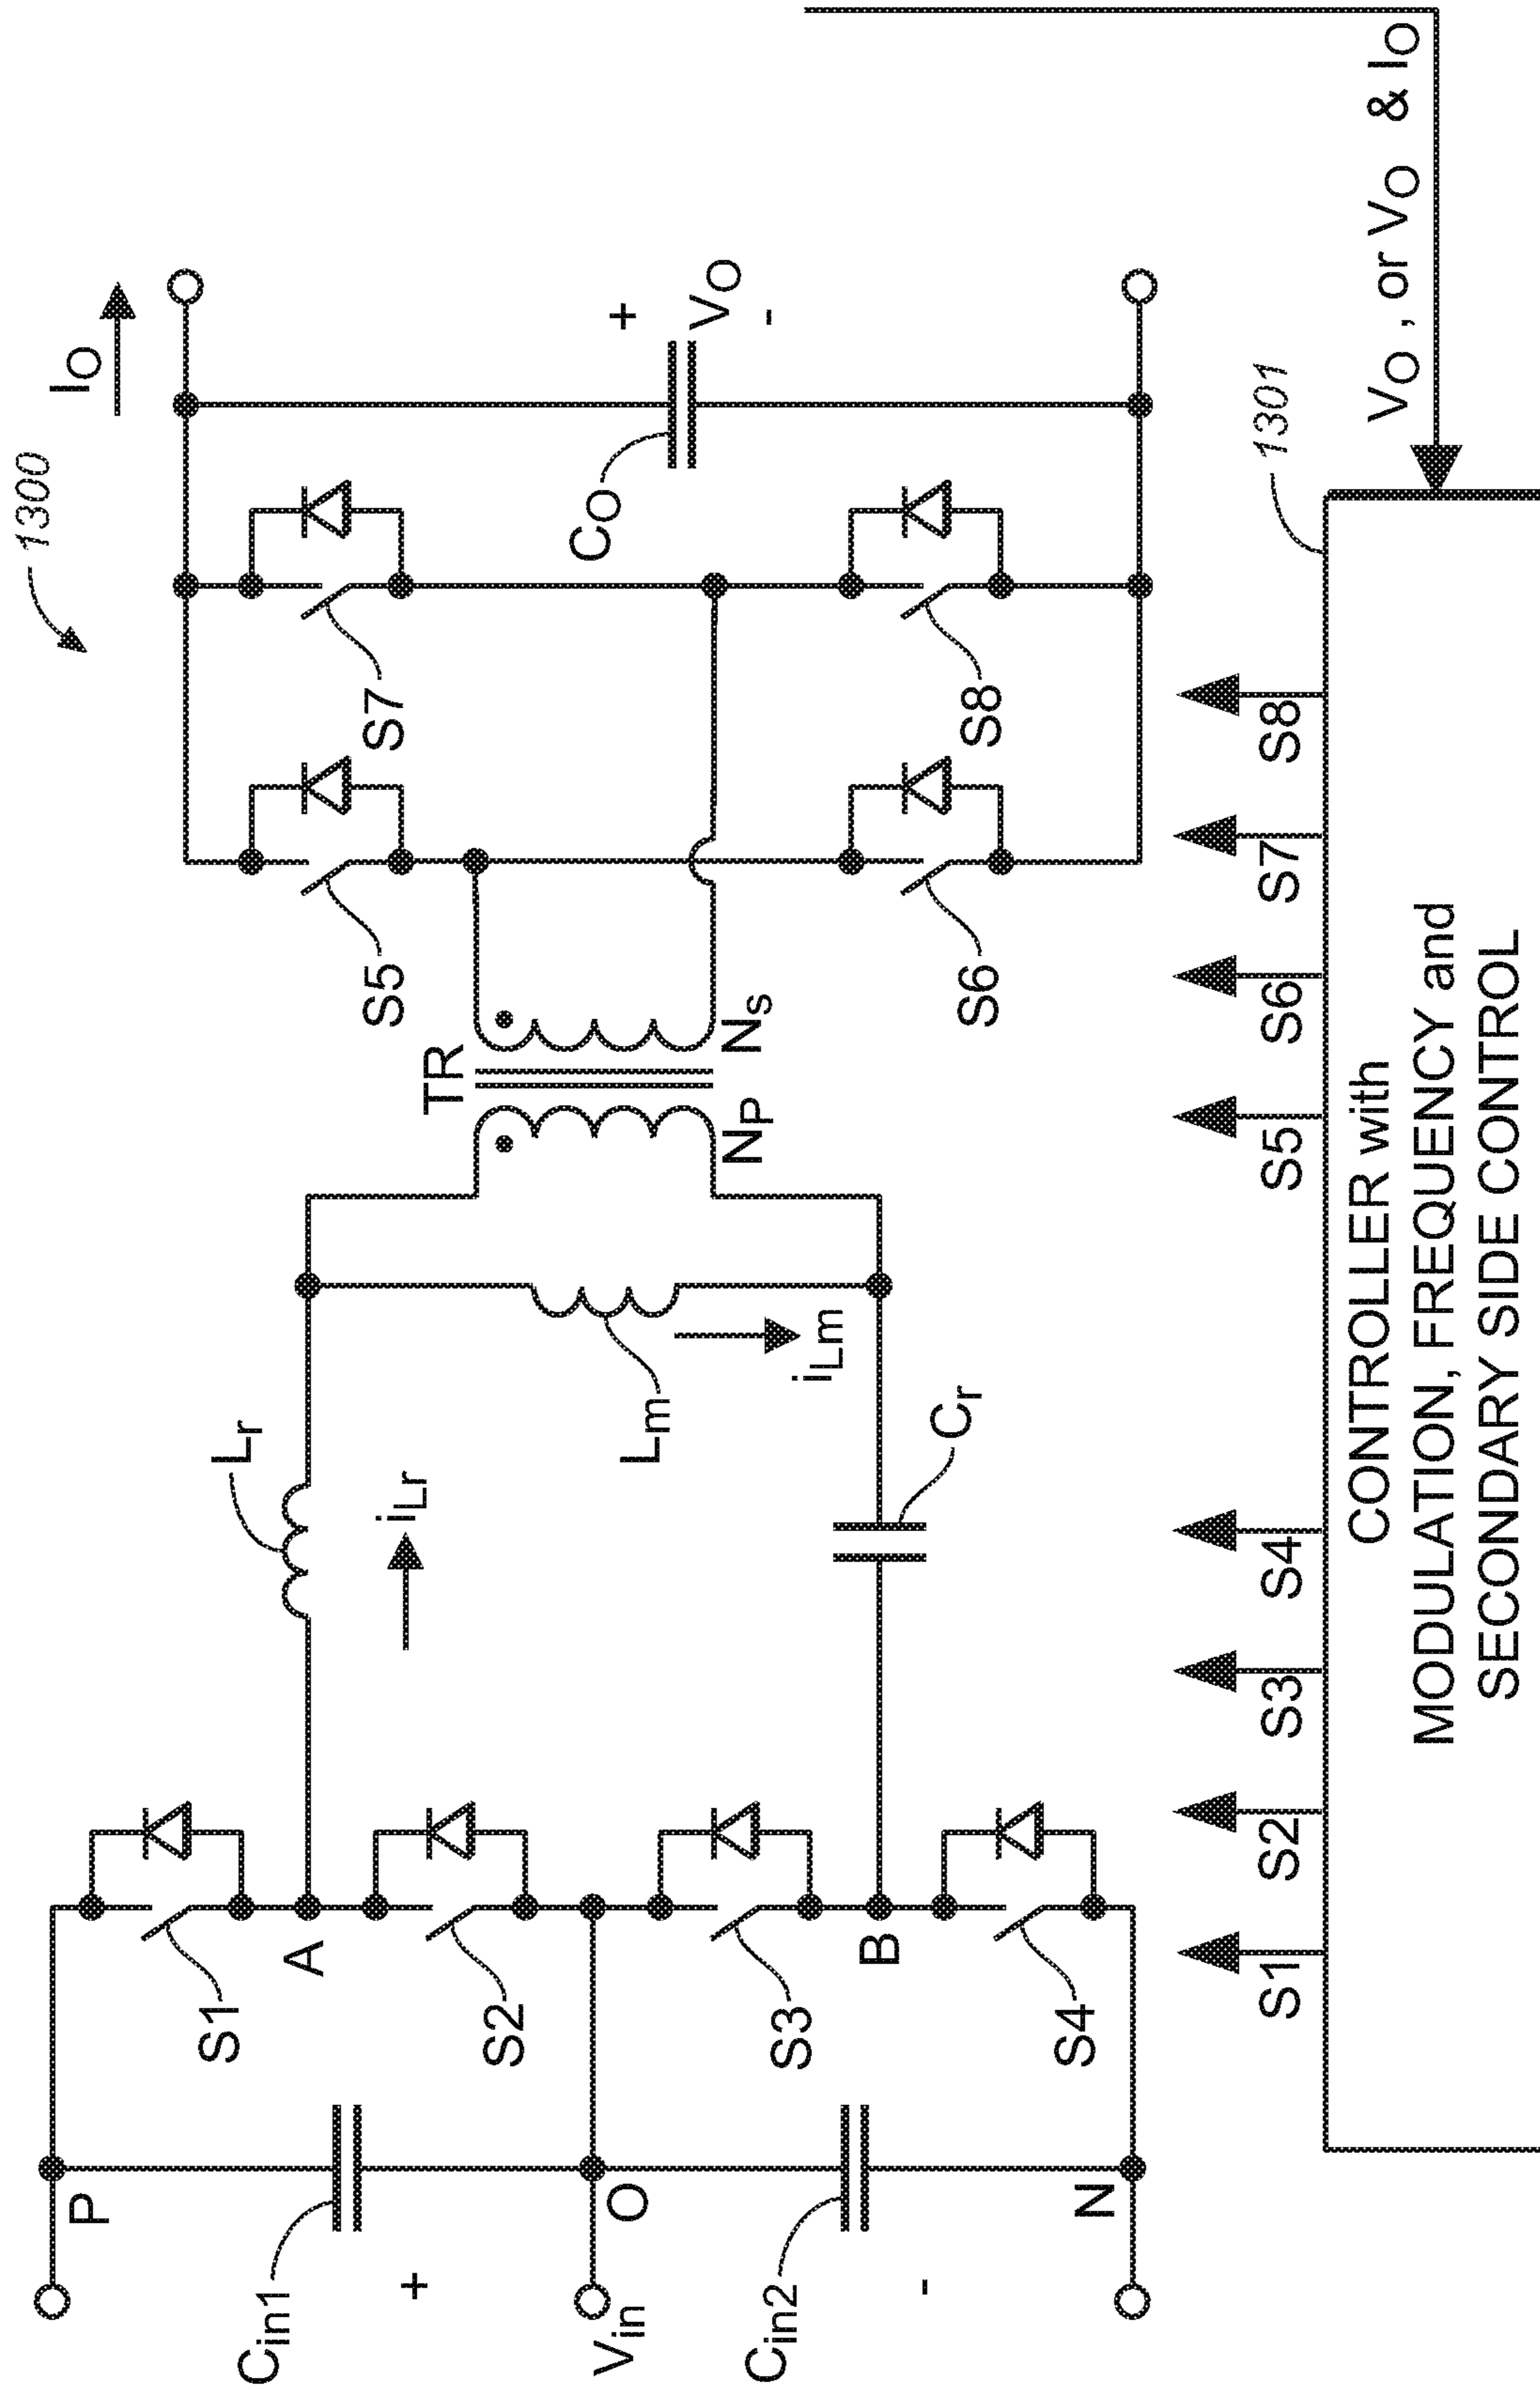 1300
IO
P
Cin1
+
S1
A
Lr
iLr
TR
S5
S7
CO
+
VO
-
Vin
O
S2
Lm
iLm
NP
NS
Cin2
-
S3
B
Cr
S6
S8
N
S4
S1
S2
S3
S4
S5
S6
S7
S8
1301
VO , or VO & IO
CONTROLLER with
MODULATION, FREQUENCY and
SECONDARY SIDE CONTROL